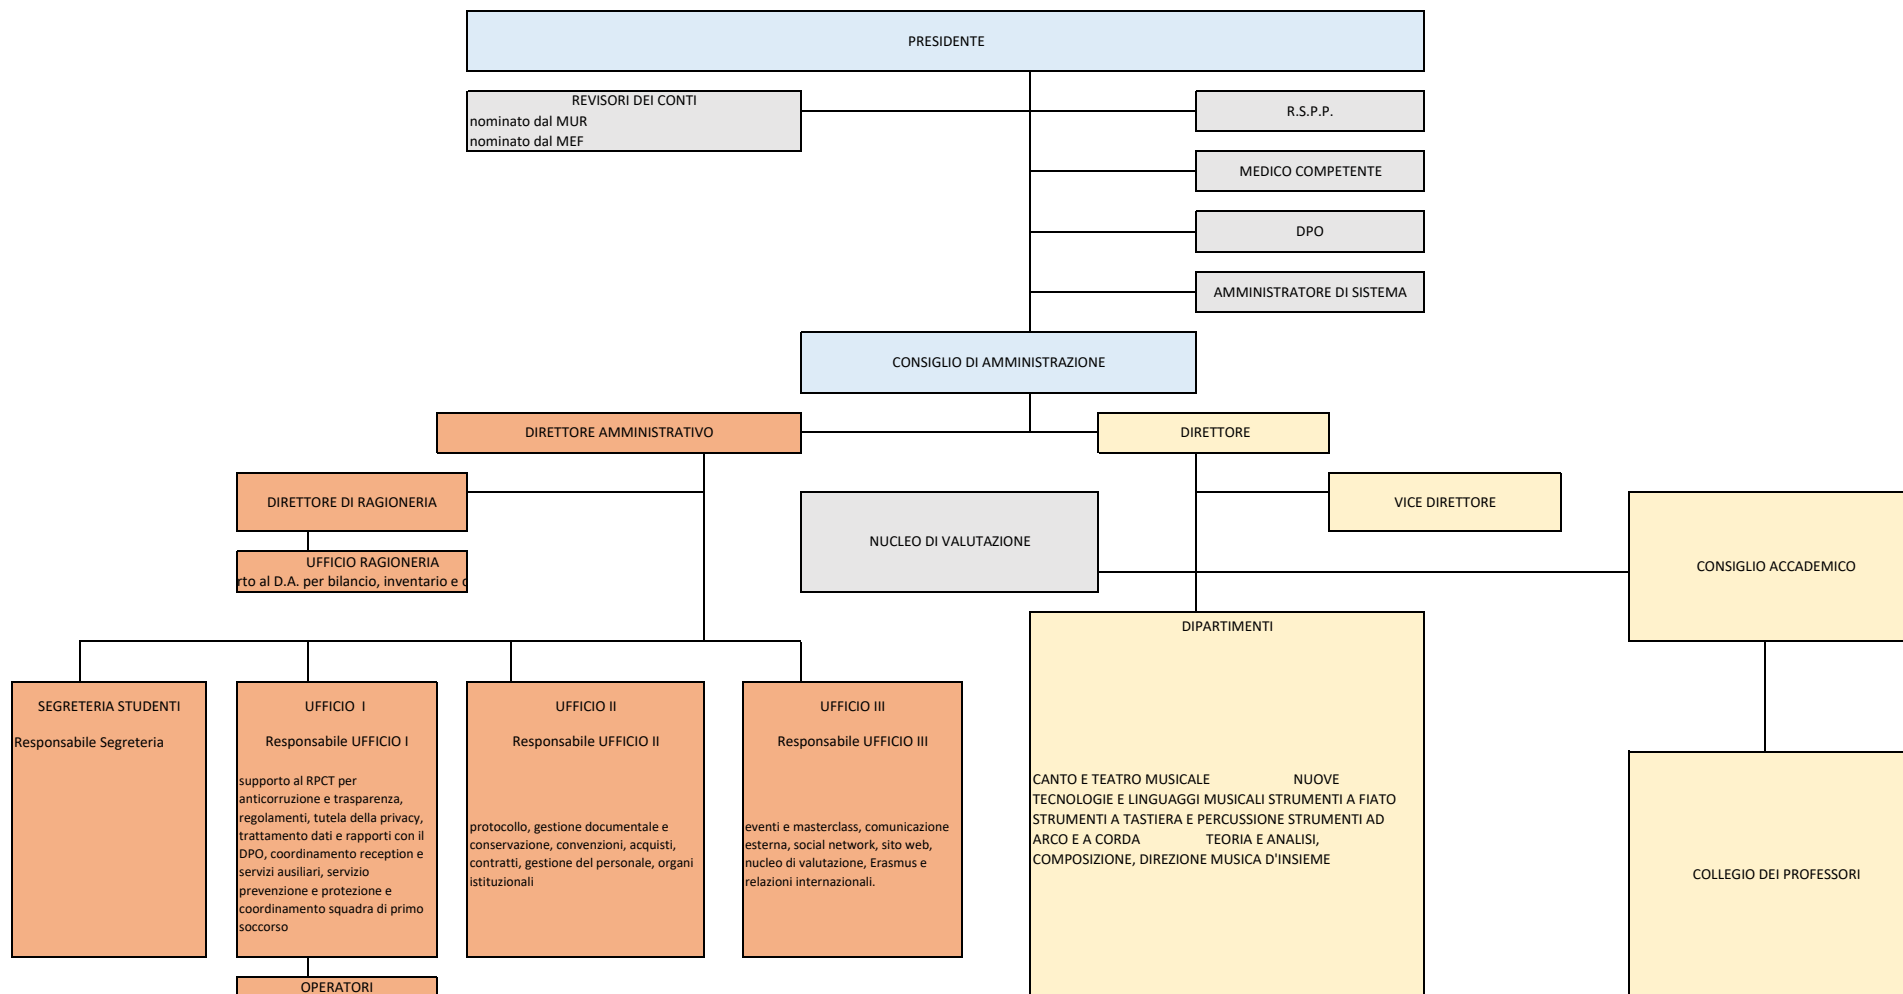 PRESIDENTE
REVISORI DEI CONTI
nominato dal MUR
nominato dal MEF
R.S.P.P.
MEDICO COMPETENTE
DPO
AMMINISTRATORE DI SISTEMA
CONSIGLIO DI AMMINISTRAZIONE
DIRETTORE AMMINISTRATIVO
DIRETTORE
DIRETTORE DI RAGIONERIA
VICE DIRETTORE
NUCLEO DI VALUTAZIONE
CONSIGLIO ACCADEMICO
UFFICIO RAGIONERIA
al D.A. per bilancio, inventario e
DIPARTIMENTI
CANTO E TEATRO MUSICALE NUOVE
TECNOLOGIE E LINGUAGGI MUSICALI STRUMENTI A FIATO
STRUMENTI A TASTIERA E PERCUSSIONE STRUMENTI AD
ARCO E A CORDA TEORIA E ANALISI,
COMPOSIZIONE, DIREZIONE MUSICA D'INSIEME
SEGRETERIA STUDENTI
Responsabile Segreteria
UFFICIO I
Responsabile UFFICIO I
supporto al RPCT per
anticorruzione e trasparenza,
regolamenti, tutela della privacy,
trattamento dati e rapporti con il
DPO, coordinamento reception e
servizi ausiliari, servizio
prevenzione e protezione e
coordinamento squadra di primo
soccorso
UFFICIO II
Responsabile UFFICIO II
protocollo, gestione documentale e
conservazione, convenzioni, acquisti,
contratti, gestione del personale, organi
istituzionali
UFFICIO III
Responsabile UFFICIO III
eventi e masterclass, comunicazione
esterna, social network, sito web,
nucleo di valutazione, Erasmus e
relazioni internazionali.
COLLEGIO DEI PROFESSORI
OPERATORI